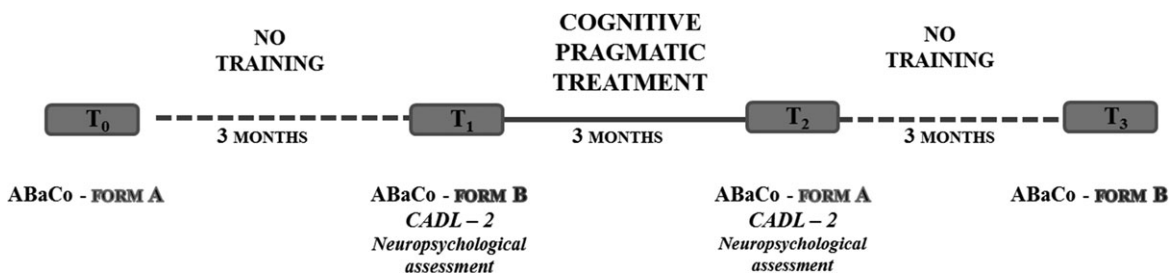 NO
TRAINING
COGNITIVE
PRAGMATIC
TREATMENT
NO
TRAINING
T0
3 MONTHS
T1
3 MONTHS
T2
3 MONTHS
T3
ABaCo - FORM A
ABaCo - FORM B
CADL – 2
Neuropsychological
assessment
ABaCo - FORM A
CADL – 2
Neuropsychological
assessment
ABaCo - FORM B